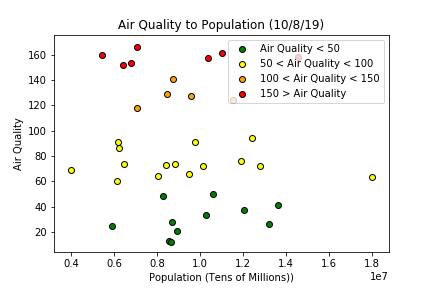 Air Quality to Population (10/8/19)
Air Quality < 50
50 < Air Quality < 100
100 < Air Quality < 150
150 > Air Quality
Air Quality
160
140
120
100
80
60
40
20
0.4 0.6 0.8 1.0 1.2 1.4 1.6 1.8
1e7
Population (Tens of Millions))